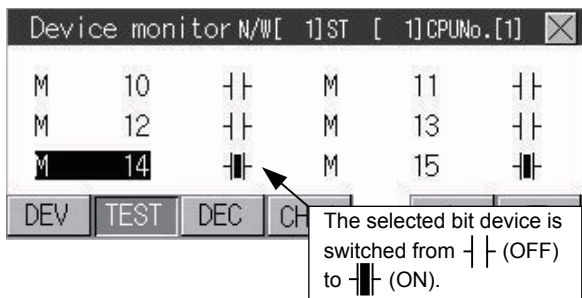 Device monitor N/W[ 1]ST [ 1]CPUNo.[1]
M 10 ┤├ M 11 ┤├
M 12 ┤├ M 13 ┤├
M 14 ┤█├ M 15 ┤█├
DEV TEST DEC CH
The selected bit device is
switched from ┤├ (OFF)
to ┤█├ (ON).